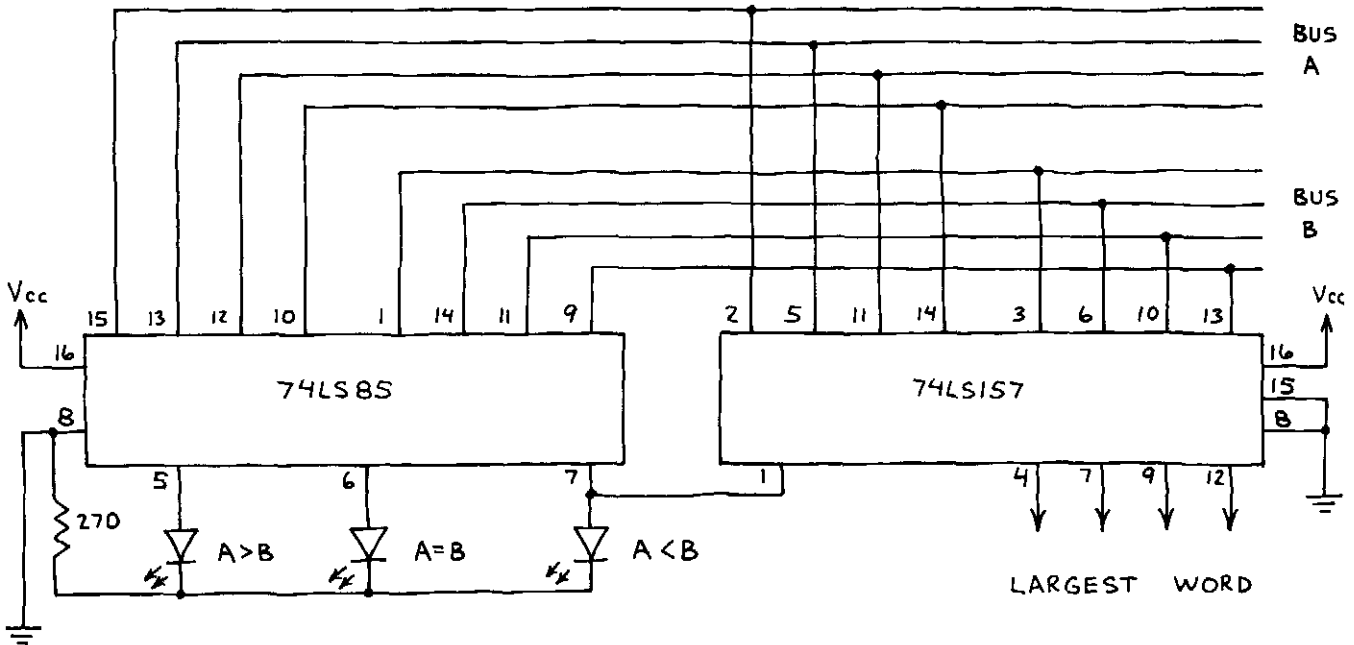 BUS
A
BUS
B
Vcc
15 13 12 10 1 14 11 9 2 5 11 14 3 6 10 13
Vcc
16
74LS85
8
74LS157
16
15
8
5 6 7 1 4 7 9 12
270
A>B
A=B
A<B
LARGEST WORD